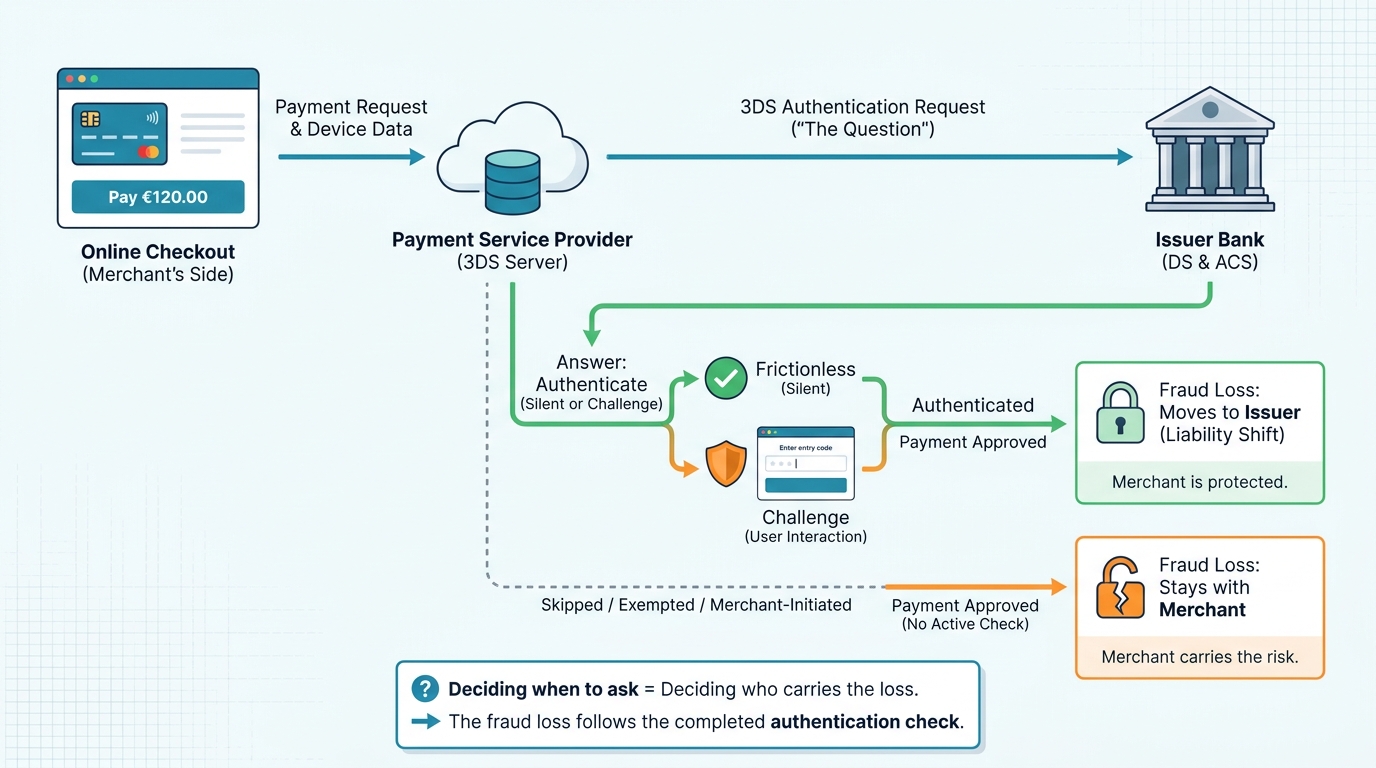 Payment Request
& Device Data
3DS Authentication Request
("The Question")
Pay €120.00
Online Checkout
(Merchant's Side)
Payment Service Provider
(3DS Server)
Issuer Bank
(DS & ACS)
Answer:
Authenticate
(Silent or Challenge)
Frictionless
(Silent)
Enter entry code
Challenge
(User Interaction)
Authenticated
Payment Approved
Fraud Loss:
Moves to Issuer
(Liability Shift)
Merchant is protected.
Skipped / Exempted / Merchant-Initiated
Payment Approved
(No Active Check)
Fraud Loss:
Stays with
Merchant
Merchant carries the risk.
? Deciding when to ask = Deciding who carries the loss.
The fraud loss follows the completed authentication check.